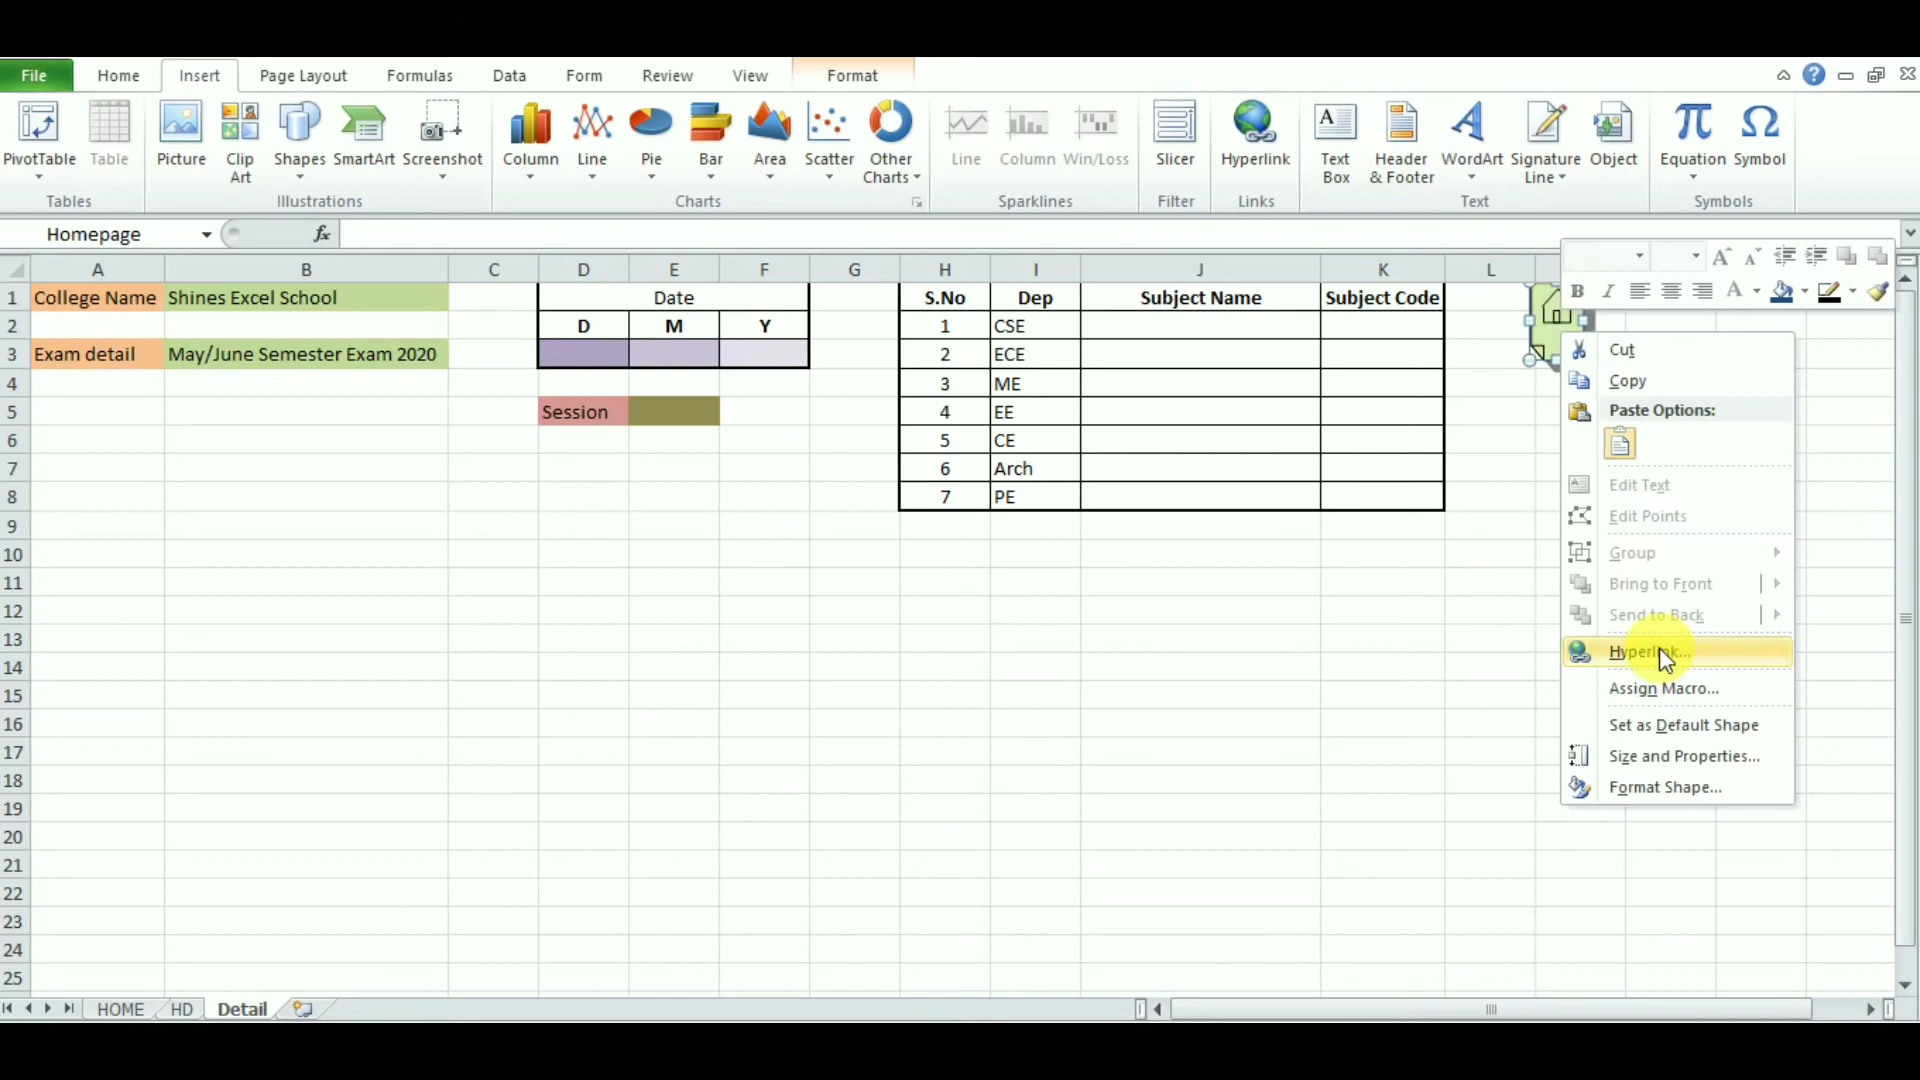 File Home Insert Page Layout Formulas Data Form Review View Format
PivotTable Table Picture Clip Art Shapes SmartArt Screenshot Column Line Pie Bar Area Scatter Other Charts Line Column Win/Loss Slicer Hyperlink Text Box Header & Footer WordArt Signature Line Object Equation Symbol
Tables Illustrations Charts Sparklines Filter Links Text Symbols
Homepage fx
A B C D E F G H I J K L
1 College Name Shines Excel School Date S.No Dep Subject Name Subject Code
2 D M Y 1 CSE
3 Exam detail May/June Semester Exam 2020 2 ECE
4 3 ME
5 Session 4 EE
6 5 CE
7 6 Arch
8 7 PE
9
10
11
12
13
14
15
16
17
18
19
20
21
22
23
24
25
B I A
Cut
Copy
Paste Options:
Edit Text
Edit Points
Group
Bring to Front
Send to Back
Hyperlink...
Assign Macro...
Set as Default Shape
Size and Properties...
Format Shape...
HOME HD Detail